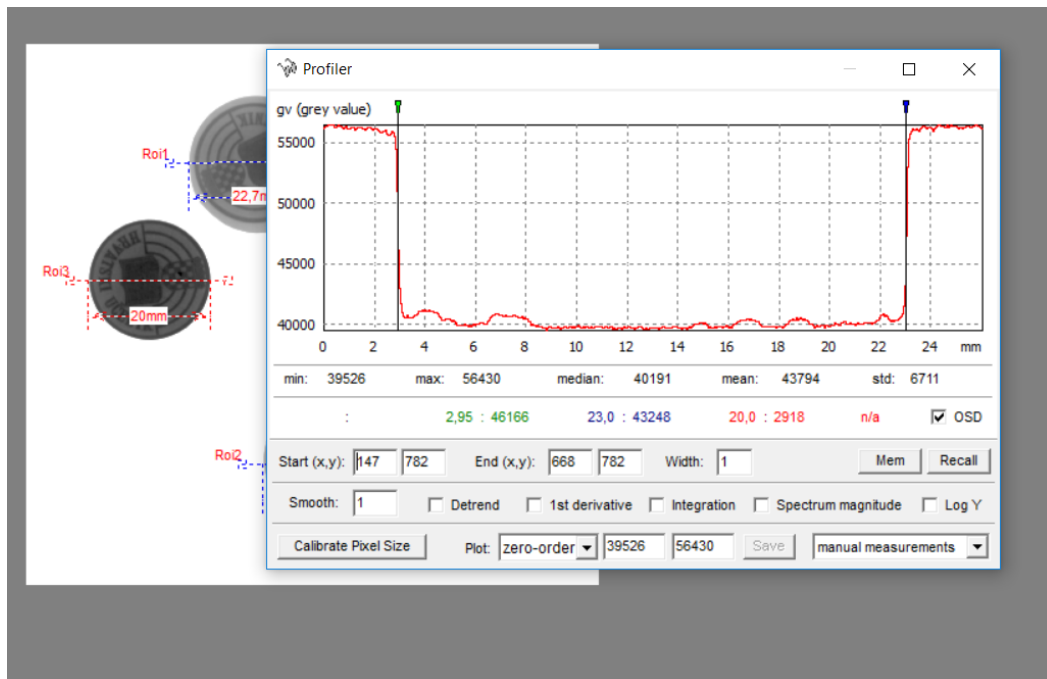 Profiler
gv (grey value)
55000
50000
45000
40000
0 2 4 6 8 10 12 14 16 18 20 22 24 mm
min: 39526 max: 56430 median: 40191 mean: 43794 std: 6711
: 2,95 : 46166 23,0 : 43248 20,0 : 2918 n/a OSD
Start (x,y): 147 782 End (x,y): 668 782 Width: 1 Mem Recall
Smooth: 1 Detrend 1st derivative Integration Spectrum magnitude Log Y
Calibrate Pixel Size Plot: zero-order 39526 56430 Save manual measurements
Roi1
22,7m
Roi3
20mm
Roi2